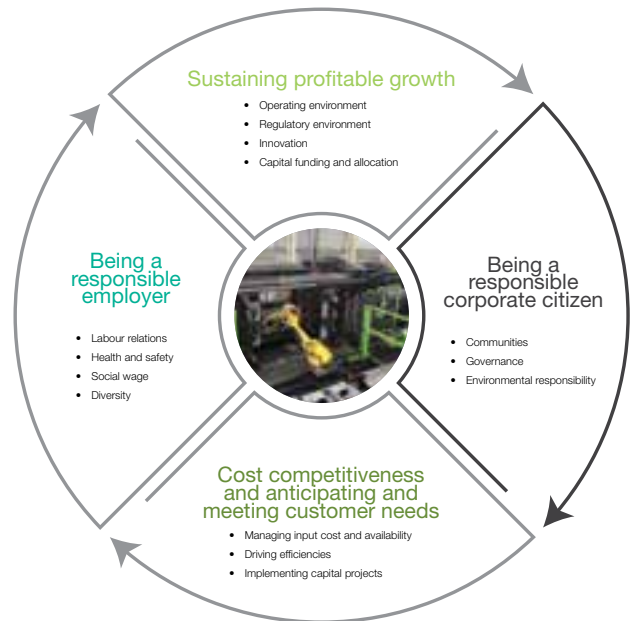 Sustaining profitable growth
• Operating environment
• Regulatory environment
• Innovation
• Capital funding and allocation
Being a
responsible
employer
• Labour relations
• Health and safety
• Social wage
• Diversity
Being a
responsible
corporate citizen
• Communities
• Governance
• Environmental responsibility
Cost competitiveness
and anticipating and
meeting customer needs
• Managing input cost and availability
• Driving efficiencies
• Implementing capital projects